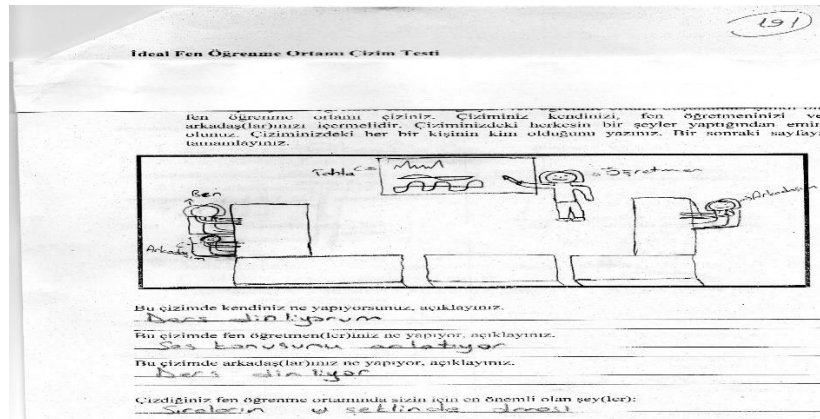 191
İdeal Fen Öğrenme Ortamı Çizim Testi
fen öğrenme ortamı çiziniz. Çiziminiz kendinizi, fen öğretmeninizi ve
arkadaş(lar)ınızı içermelidir. Çiziminizdeki herkesin bir şeyler yaptığından emin
olunuz. Çiziminizdeki her bir kişinin kim olduğunu yazınız. Bir sonraki sayfayı
tamamlayınız.
Tahta
Öğretmen
Ben
Arkadaşım
Bu çizimde kendiniz ne yapıyorsunuz, açıklayınız.
Ders dinliyorum
Bu çizimde fen öğretmen(ler)iniz ne yapıyor, açıklayınız.
Ses konusunu anlatıyor
Bu çizimde arkadaş(lar)ınız ne yapıyor, açıklayınız.
Ders dinliyor
Çizdiğiniz fen öğrenme ortamında sizin için en önemli olan şey(ler):
Sıraların u şeklinde olması